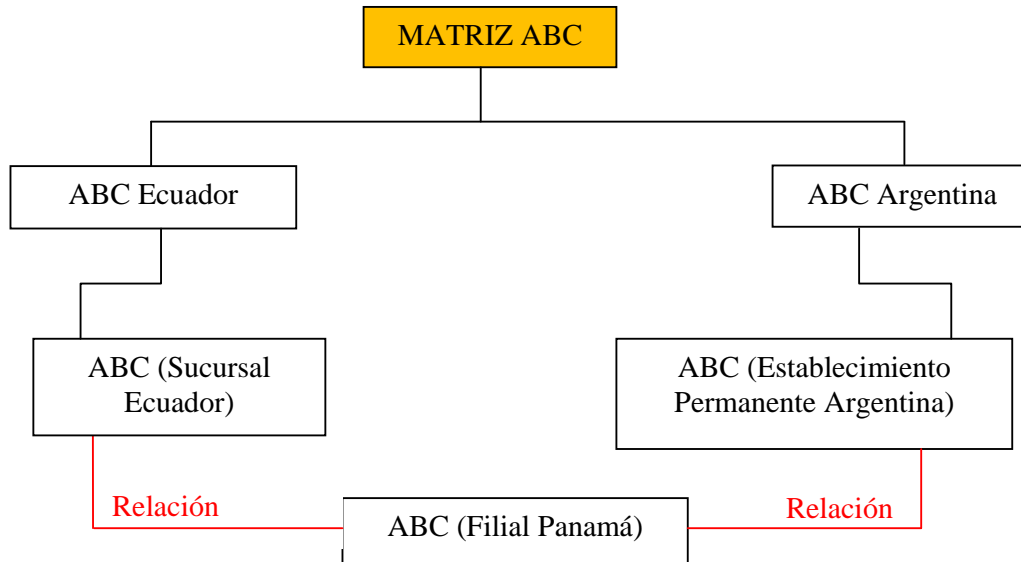 MATRIZ ABC
ABC Ecuador
ABC Argentina
ABC (Sucursal
Ecuador)
ABC (Establecimiento
Permanente Argentina)
Relación
Relación
ABC (Filial Panamá)